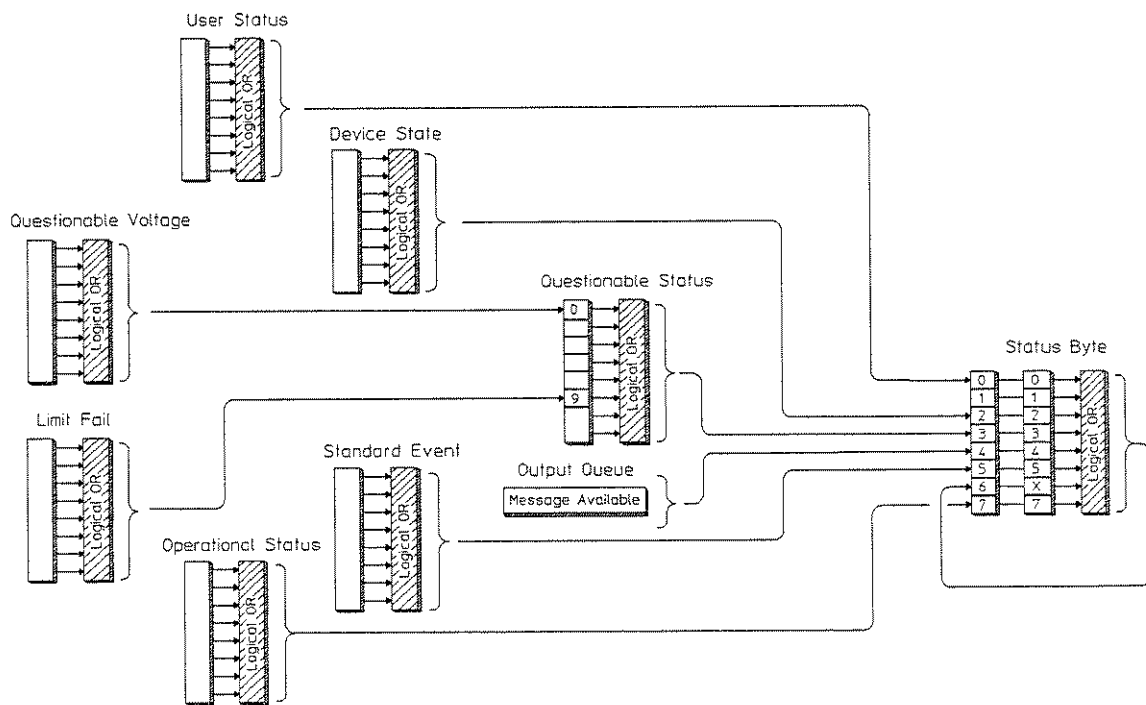 User Status
Logical OR
Device State
Logical OR
Questionable Voltage
Logical OR
Questionable Status
0
9
Logical OR
Status Byte
0 0
1 1
2 2
3 3
4 4
5 5
6 X
7 7
Logical OR
Limit Fail
Logical OR
Standard Event
Logical OR
Output Queue
Message Available
Operational Status
Logical OR